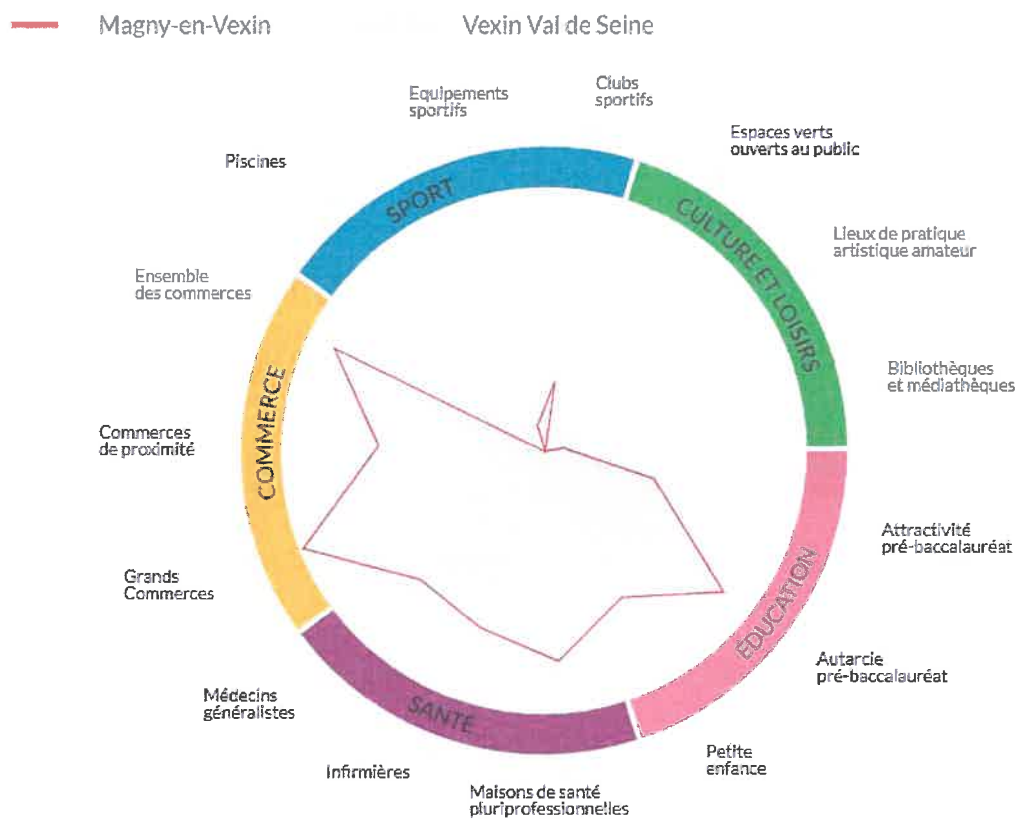 Magny-en-Vexin
Vexin Val de Seine
Equipements
sportifs
Clubs
sportifs
Espaces verts
ouverts au public
Piscines
SPORT
CULTURE ET LOISIRS
Lieux de pratique
artistique amateur
Ensemble
des commerces
Bibliothèques
et médiathèques
COMMERCE
Commerces
de proximité
Attractivité
pré-baccalauréat
Grands
Commerces
ÉDUCATION
Autarcie
pré-baccalauréat
Médecins
généralistes
SANTE
Petite
enfance
Infirmières
Maisons de santé
pluriprofessionnelles